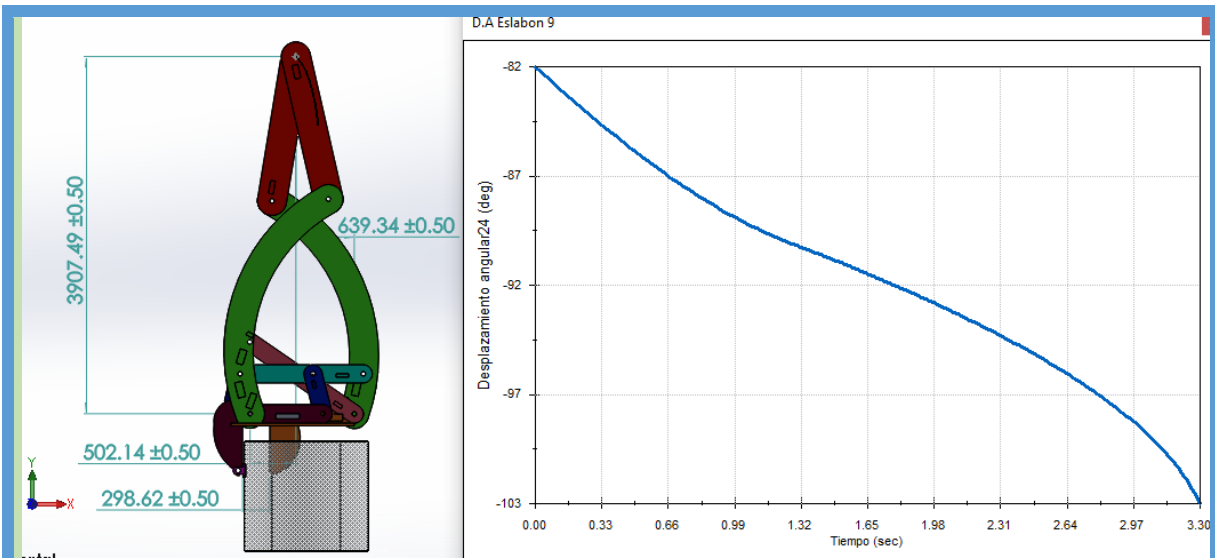 D.A Eslabon 9
3907.49 ±0.50
639.34 ±0.50
502.14 ±0.50
298.62 ±0.50
Y
X
Desplazamiento angular24 (deg)
-82
-87
-92
-97
-103
0.00 0.33 0.66 0.99 1.32 1.65 1.98 2.31 2.64 2.97 3.30
Tiempo (sec)